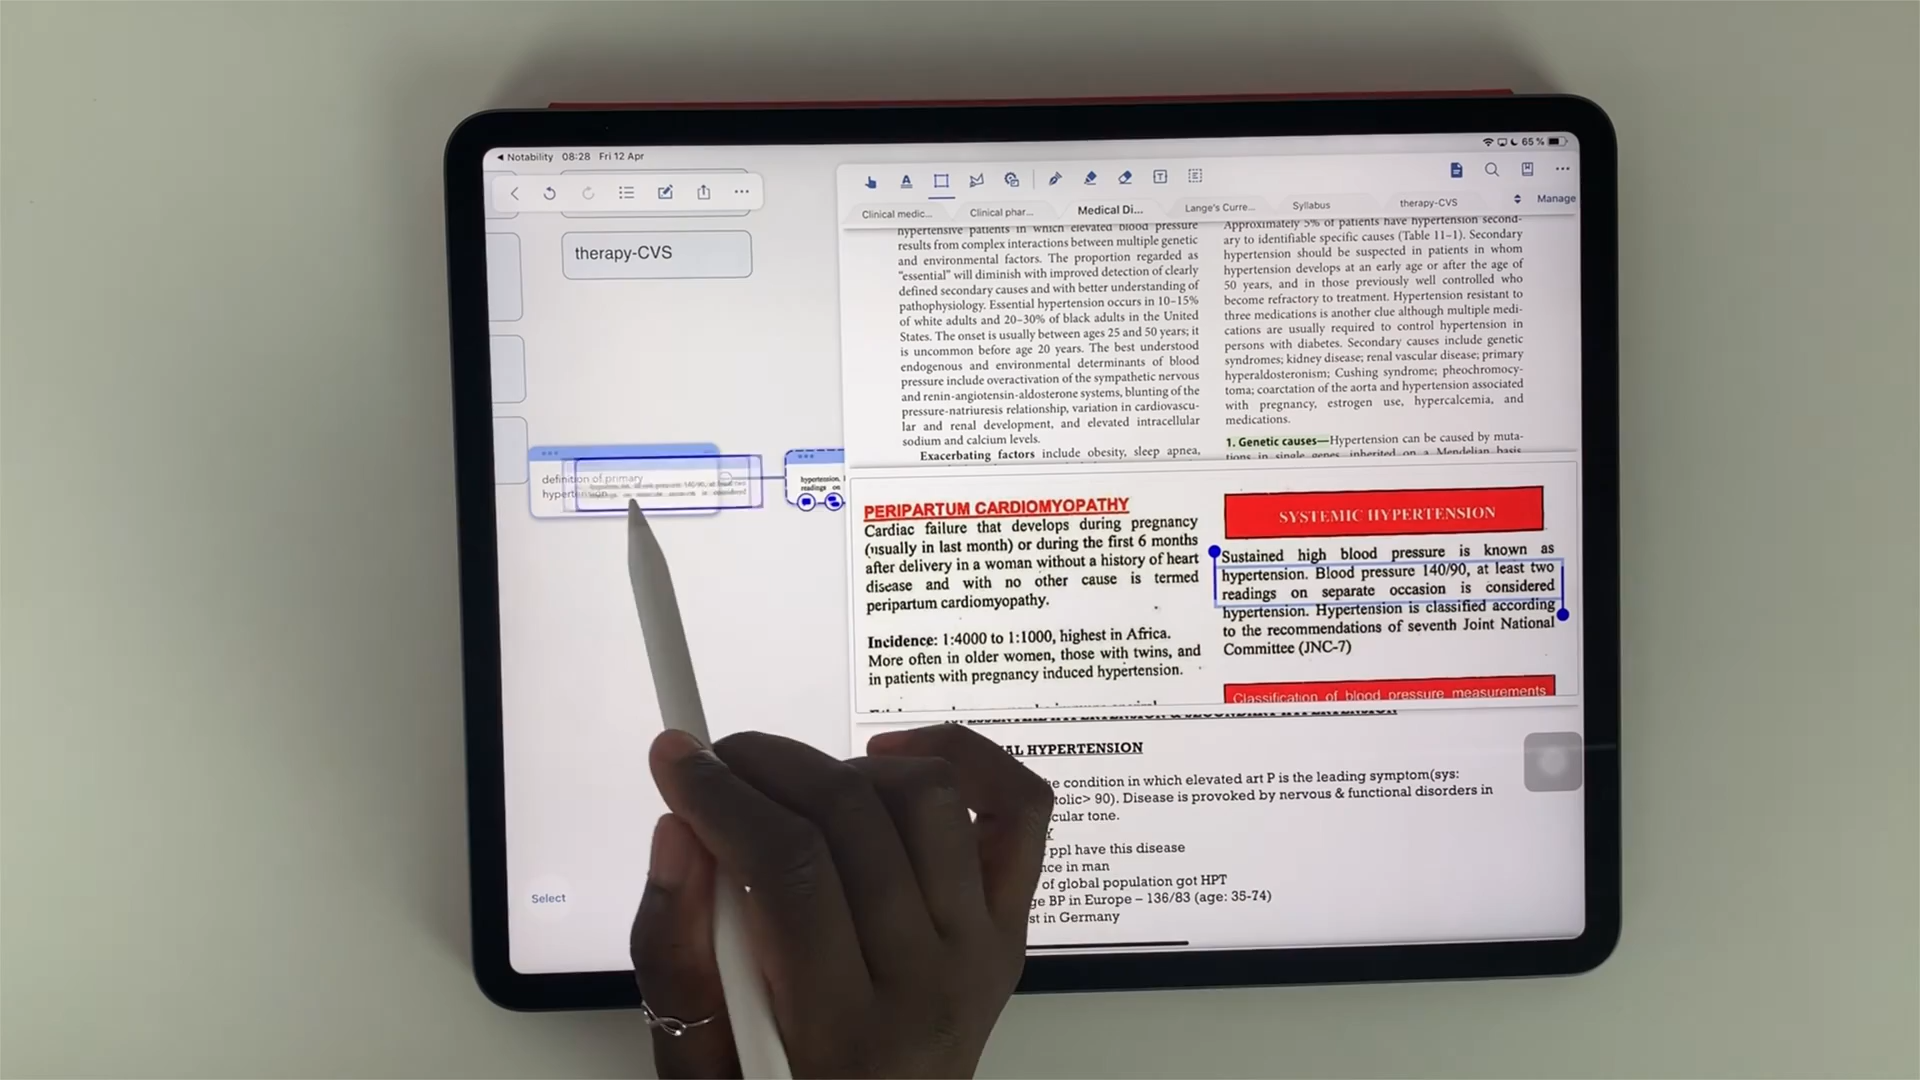 Notability 08:28 Fri 12 Apr
65 %
therapy-CVS
definition of primary
hypertension
hypertension.
readings on
Select
Clinical medic...
Clinical phar...
Medical Di...
Lange's Curre...
Syllabus
therapy-CVS
Manage
hypertensive patients in which elevated blood pressure
results from complex interactions between multiple genetic
and environmental factors. The proportion regarded as
“essential” will diminish with improved detection of clearly
defined secondary causes and with better understanding of
pathophysiology. Essential hypertension occurs in 10–15%
of white adults and 20–30% of black adults in the United
States. The onset is usually between ages 25 and 50 years; it
is uncommon before age 20 years. The best understood
endogenous and environmental determinants of blood
pressure include overactivation of the sympathetic nervous
and renin-angiotensin-aldosterone systems, blunting of the
pressure-natriuresis relationship, variation in cardiovascu-
lar and renal development, and elevated intracellular
sodium and calcium levels.
Exacerbating factors include obesity, sleep apnea,
Approximately 5% of patients have hypertension second-
ary to identifiable specific causes (Table 11–1). Secondary
hypertension should be suspected in patients in whom
hypertension develops at an early age or after the age of
50 years, and in those previously well controlled who
become refractory to treatment. Hypertension resistant to
three medications is another clue although multiple medi-
cations are usually required to control hypertension in
persons with diabetes. Secondary causes include genetic
syndromes; kidney disease; renal vascular disease; primary
hyperaldosteronism; Cushing syndrome; pheochromocy-
toma; coarctation of the aorta and hypertension associated
with pregnancy, estrogen use, hypercalcemia, and
medications.
1. Genetic causes—Hypertension can be caused by muta-
tions in single genes inherited on a Mendelian basis
PERIPARTUM CARDIOMYOPATHY
Cardiac failure that develops during pregnancy
(usually in last month) or during the first 6 months
after delivery in a woman without a history of heart
disease and with no other cause is termed
peripartum cardiomyopathy.
Incidence: 1:4000 to 1:1000, highest in Africa.
More often in older women, those with twins, and
in patients with pregnancy induced hypertension.
SYSTEMIC HYPERTENSION
Sustained high blood pressure is known as
hypertension. Blood pressure 140/90, at least two
readings on separate occasion is considered
hypertension. Hypertension is classified according
to the recommendations of seventh Joint National
Committee (JNC-7)
Classification of blood pressure measurements
ESSENTIAL HYPERTENSION & SECONDARY HYPERTENSION
AL HYPERTENSION
e condition in which elevated art P is the leading symptom(sys:
tolic> 90). Disease is provoked by nervous & functional disorders in
cular tone.
K
ppl have this disease
nce in man
of global population got HPT
ge BP in Europe – 136/83 (age: 35-74)
st in Germany